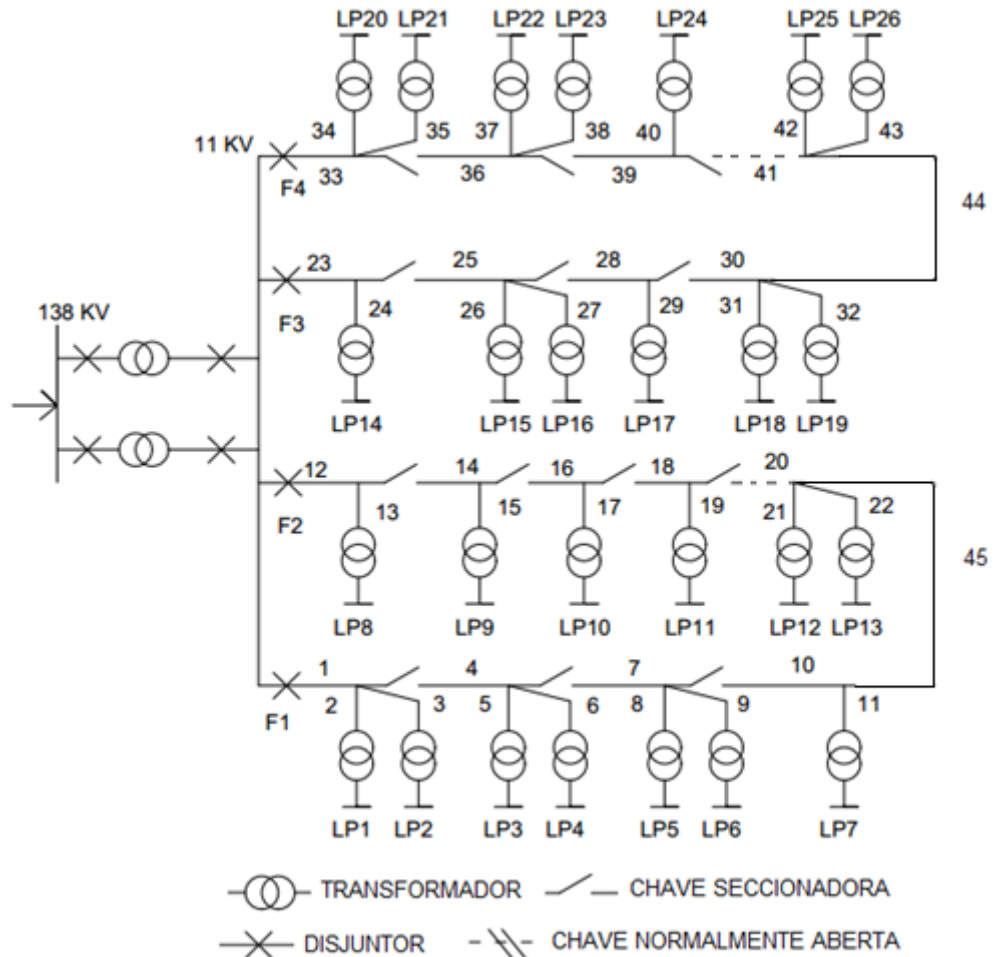 LP20 LP21 LP22 LP23 LP24 LP25 LP26
34 35 37 38 40 42 43
11 KV
F4 33 36 39 41
44
23 25 28 30
F3 24 26 27 29 31 32
138 KV
LP14 LP15 LP16 LP17 LP18 LP19
12 14 16 18 20
F2 13 15 17 19 21 22
45
LP8 LP9 LP10 LP11 LP12 LP13
1 4 7 10
F1 2 3 5 6 8 9 11
LP1 LP2 LP3 LP4 LP5 LP6 LP7
TRANSFORMADOR CHAVE SECCIONADORA
DISJUNTOR CHAVE NORMALMENTE ABERTA